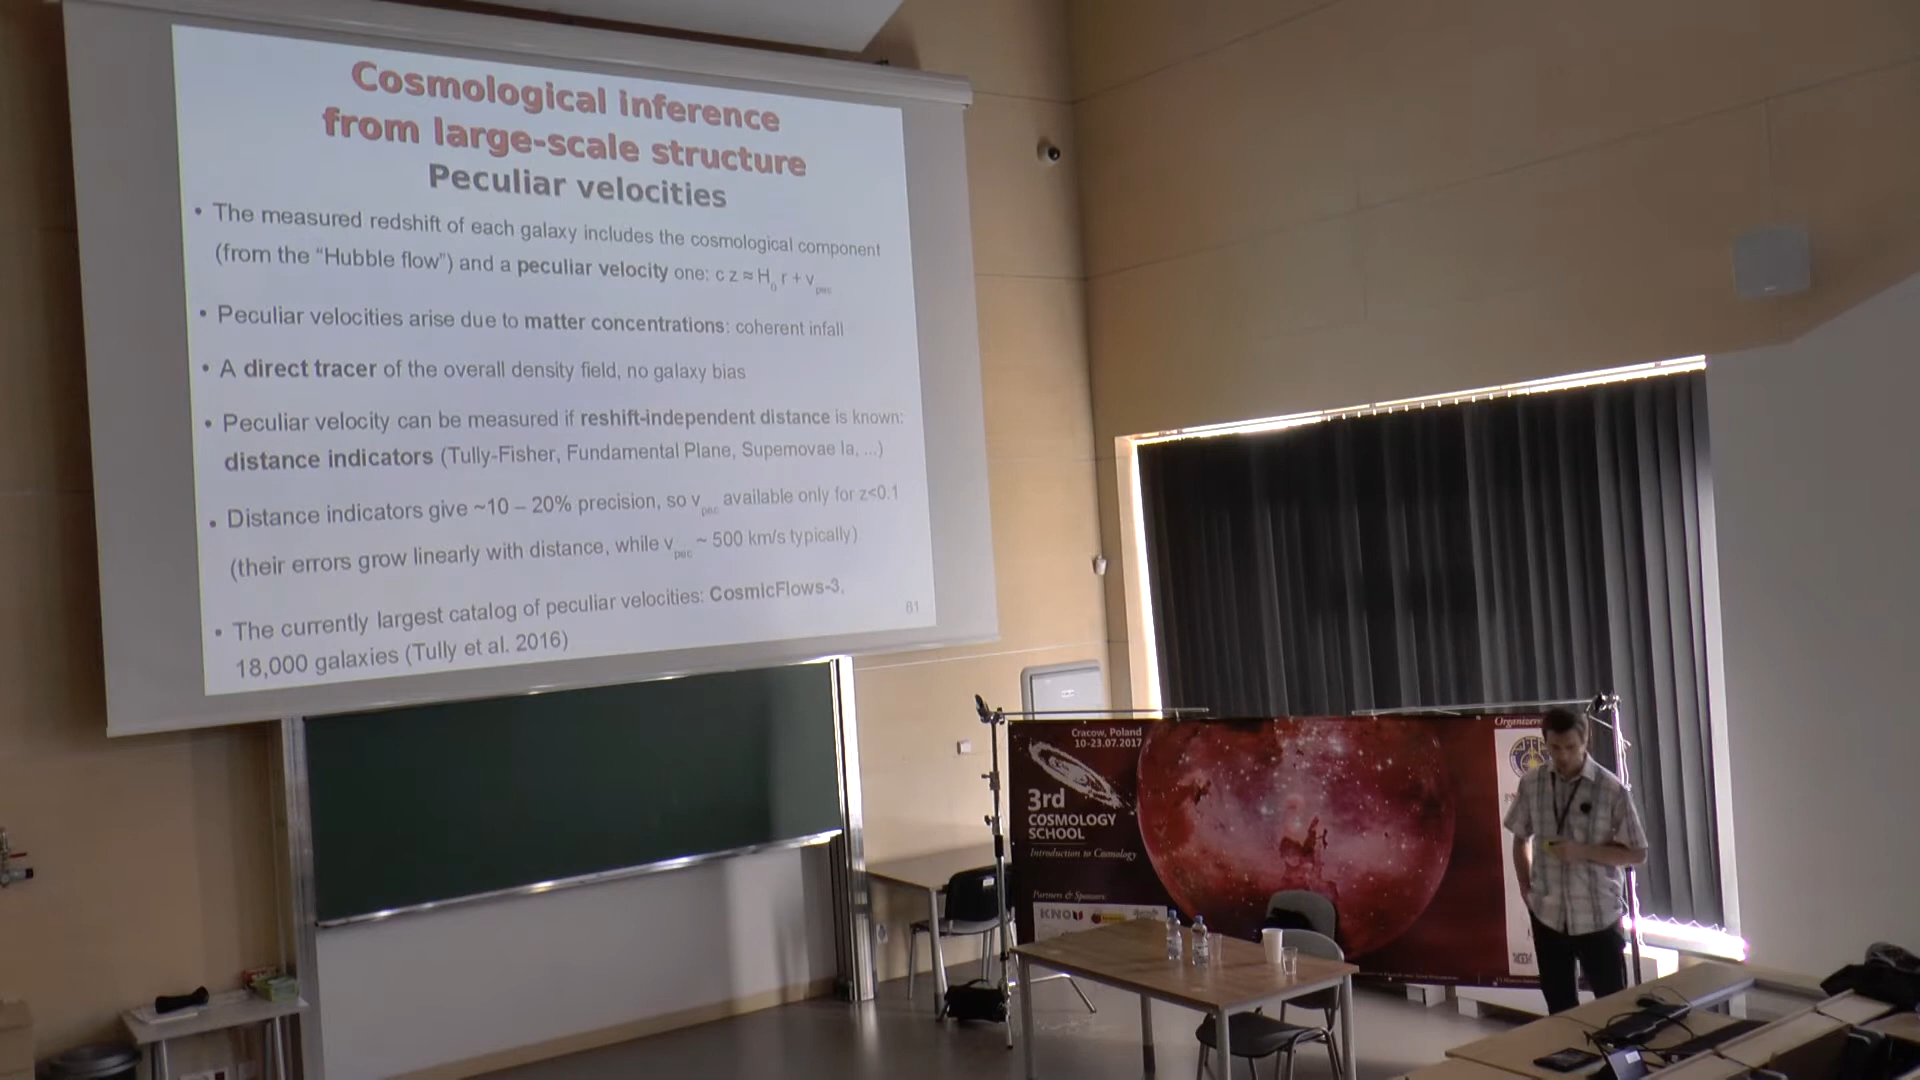 Cosmological inference
from large-scale structure
Peculiar velocities
• The measured redshift of each galaxy includes the cosmological component
(from the “Hubble flow”) and a peculiar velocity one: c z ≈ H0 r + vpec
• Peculiar velocities arise due to matter concentrations: coherent infall
• A direct tracer of the overall density field, no galaxy bias
• Peculiar velocity can be measured if reshift-independent distance is known:
distance indicators (Tully-Fisher, Fundamental Plane, Supernovae Ia, ...)
• Distance indicators give ~10 – 20% precision, so vpec available only for z<0.1
(their errors grow linearly with distance, while vpec ~ 500 km/s typically)
• The currently largest catalog of peculiar velocities: CosmicFlows-3,
18,000 galaxies (Tully et al. 2016)
81
Cracow, Poland
10-23.07.2017
3rd
COSMOLOGY
SCHOOL
Introduction to Cosmology
Partners & Sponsors:
KNOW